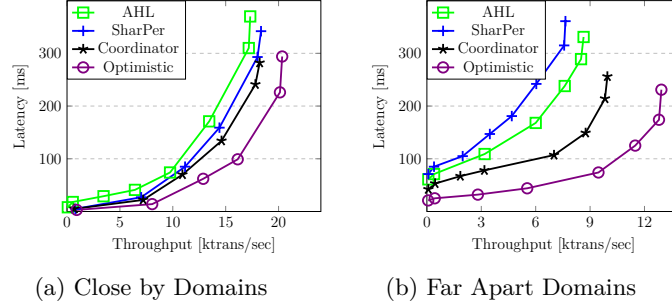 AHL
SharPer
Coordinator
Optimistic
300
200
100
0
5
10
15
20
Latency [ms]
Throughput [ktrans/sec]
(a) Close by Domains
AHL
SharPer
Coordinator
Optimistic
300
200
100
0
3
6
9
12
Latency [ms]
Throughput [ktrans/sec]
(b) Far Apart Domains